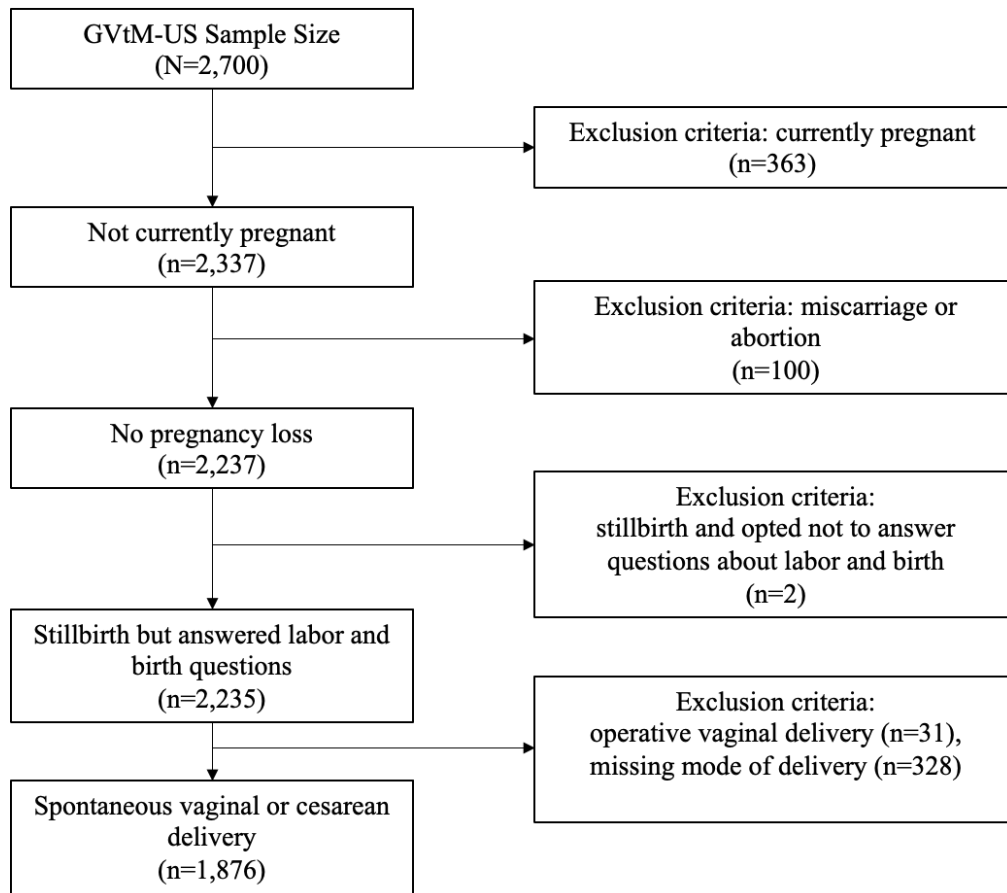 GVtM-US Sample Size
(N=2,700)
Exclusion criteria: currently pregnant
(n=363)
Not currently pregnant
(n=2,337)
Exclusion criteria: miscarriage or
abortion
(n=100)
No pregnancy loss
(n=2,237)
Exclusion criteria:
stillbirth and opted not to answer
questions about labor and birth
(n=2)
Stillbirth but answered labor and
birth questions
(n=2,235)
Exclusion criteria:
operative vaginal delivery (n=31),
missing mode of delivery (n=328)
Spontaneous vaginal or cesarean
delivery
(n=1,876)